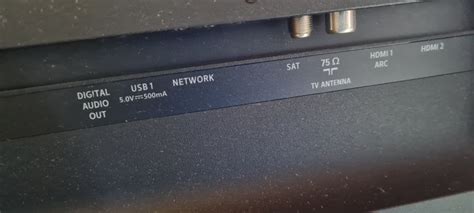 DIGITAL
AUDIO
OUT
USB 1
5.0V⎓500mA
NETWORK
SAT
75 Ω
TV ANTENNA
HDMI 1
ARC
HDMI 2